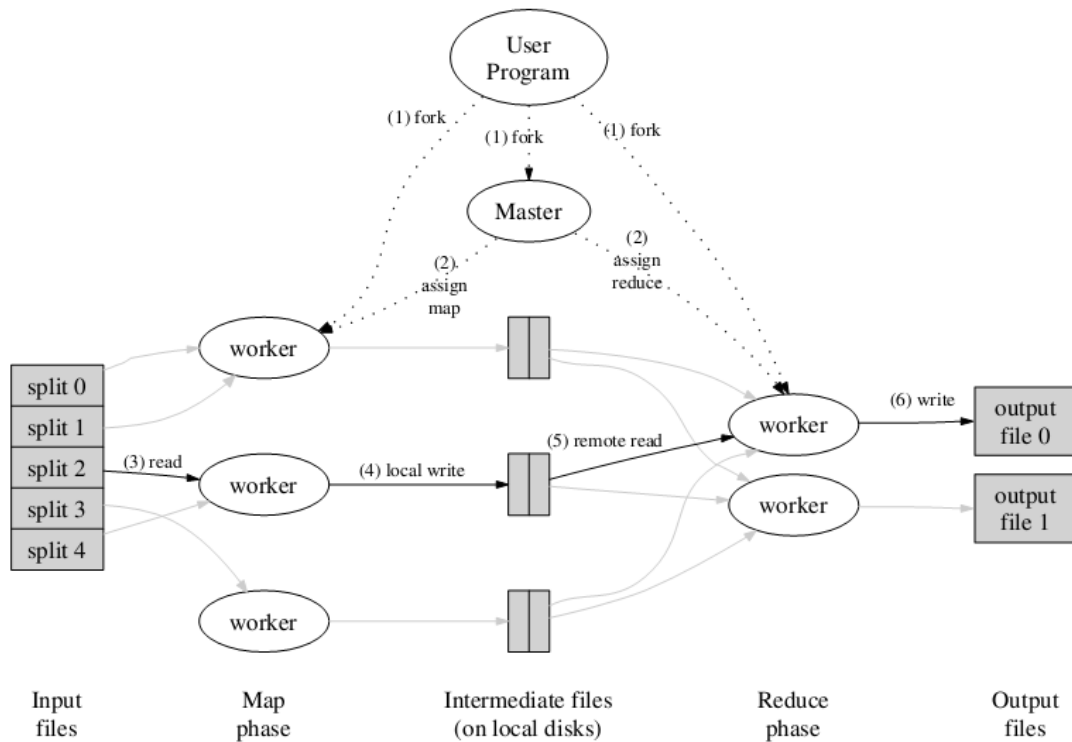 User
Program
(1) fork
(1) fork
(1) fork
Master
(2)
assign
map
(2)
assign
reduce
worker
split 0
split 1
split 2
split 3
split 4
(3) read
worker
(4) local write
(5) remote read
worker
(6) write
output
file 0
worker
output
file 1
worker
Input
files
Map
phase
Intermediate files
(on local disks)
Reduce
phase
Output
files